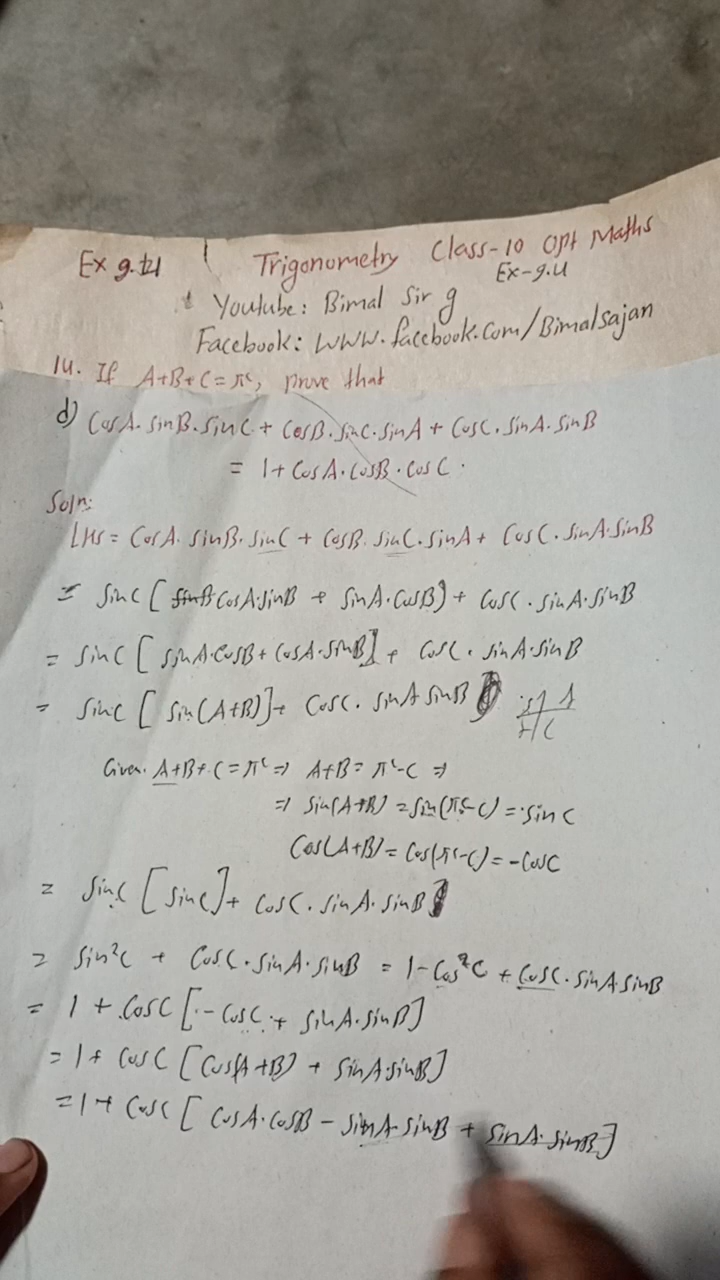 Ex 9.4 Trigonometry Class-10 Opt Maths
Ex-9.4
Youtube: Bimal Sir g
Facebook: WWW.facebook.Com/Bimalsajan
14. If A+B+C = πᶜ, prove that
d) CosA. sinB. sinC + CosB. sinC. sinA + CosC. sinA. sinB
= 1+ CosA. CosB. CosC.
Soln:
LHS = CosA. sinB. sinC + CosB. sinC. sinA + CosC. sinA. sinB
= sinC [ CosA.sinB + sinA.CosB) + CosC. sinA.sinB
= sinC [ sinA.CosB + CosA.sinB] + CosC. sinA.sinB
= sinC [ sin(A+B)] + CosC. sinA sinB
S A
T C
Given. A+B+C = πᶜ ⇒ A+B = πᶜ-C ⇒
⇒ sin(A+B) = sin(πᶜ-C) = sinC
Cos(A+B) = Cos(πᶜ-C) = -CosC
= sinC [sinC] + CosC. sinA. sinB
= sin²C + CosC. sinA. sinB = 1-Cos²C + CosC. sinA sinB
= 1 + CosC [-CosC + sinA.sinB]
= 1+ CosC [Cos(A+B) + sinA.sinB]
= 1+ CosC [ CosA.CosB - sinA.sinB + sinA. sinB]